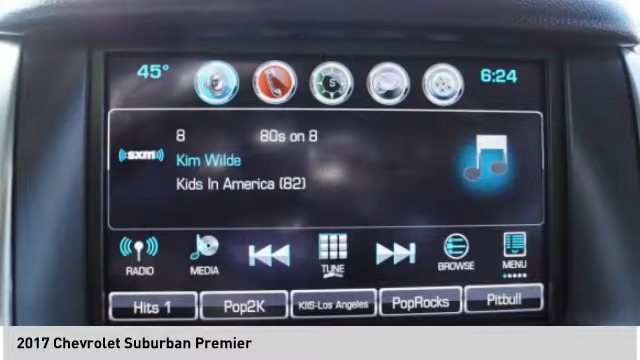 45° 6:24
S
8 80s on 8
((sxm))
Kim Wilde
Kids In America (82)
RADIO MEDIA TUNE BROWSE MENU
Hits 1 Pop2K KIIS-Los Angeles PopRocks Pitbull
2017 Chevrolet Suburban Premier